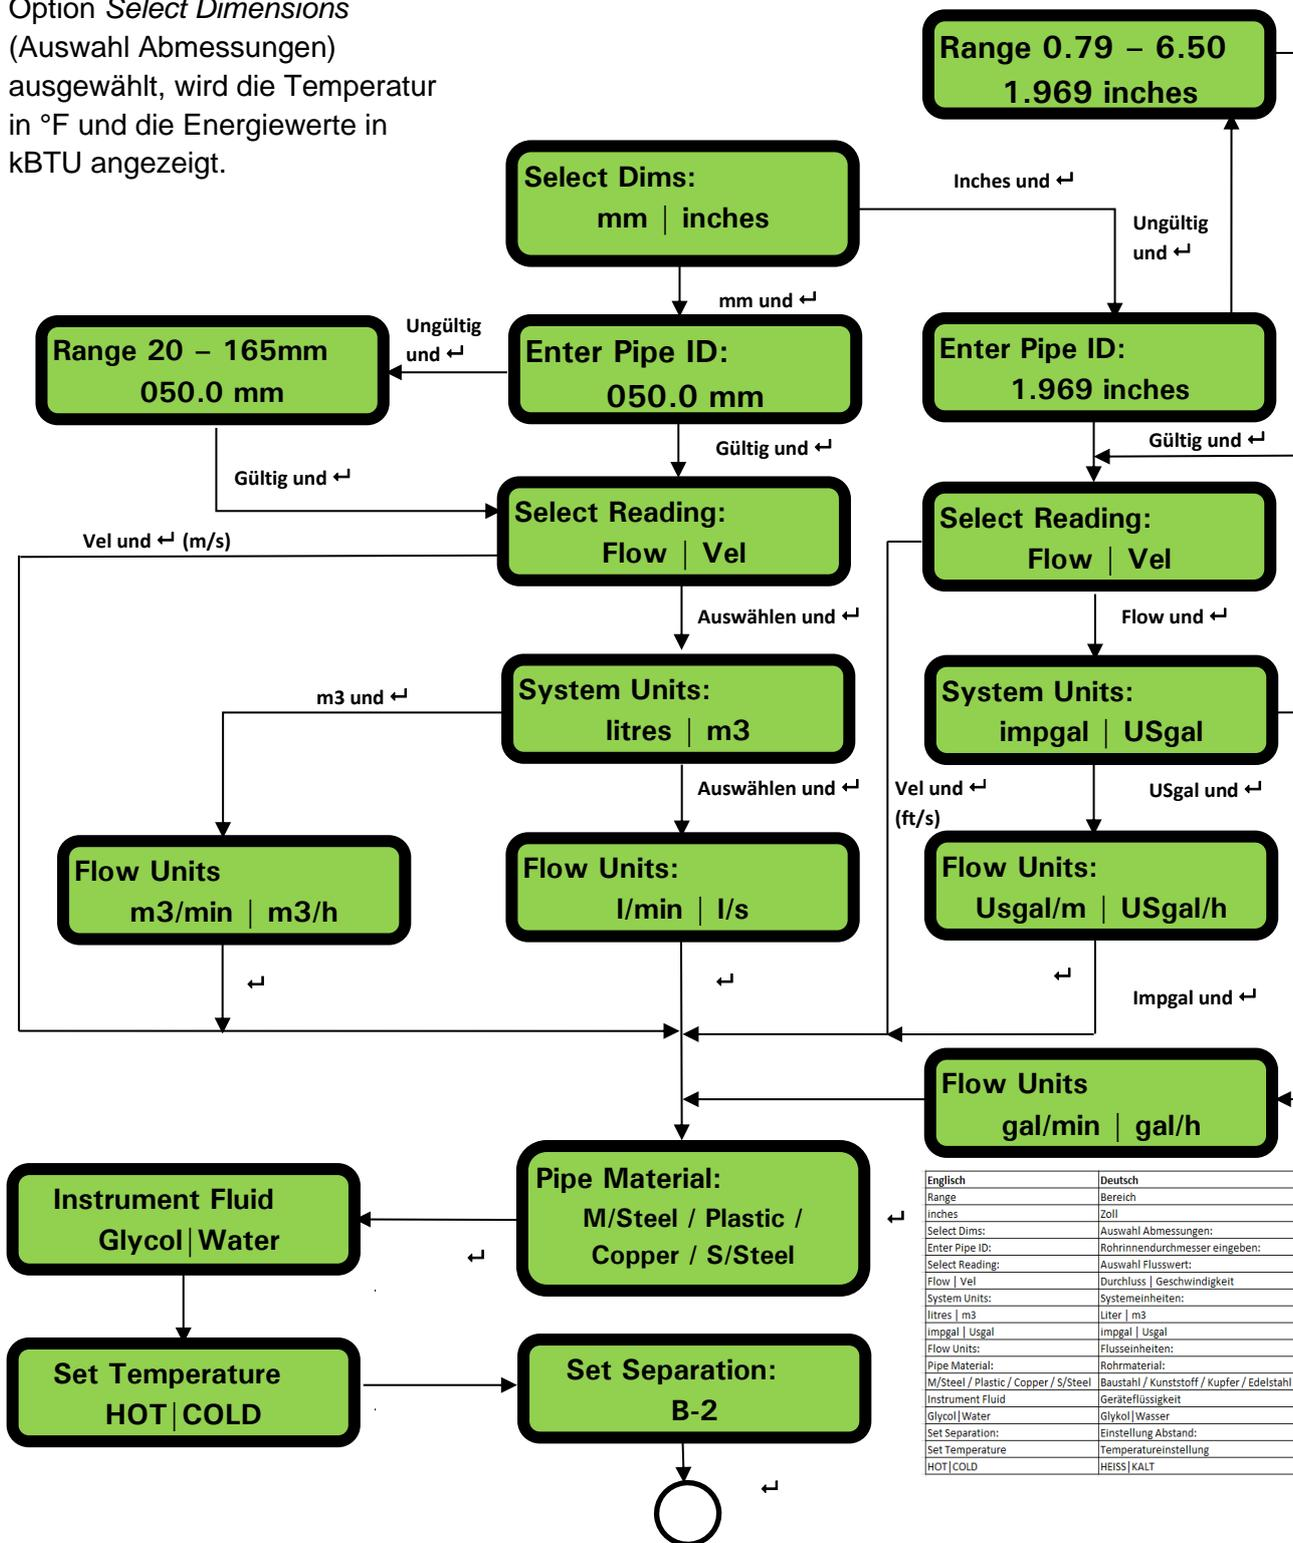 Option Select Dimensions
(Auswahl Abmessungen)
ausgewählt, wird die Temperatur
in °F und die Energiewerte in
kBTU angezeigt.
Range 0.79 – 6.50
1.969 inches
Select Dims:
mm | inches
Inches und ↵
Ungültig
und ↵
mm und ↵
Ungültig
und ↵
Range 20 – 165mm
050.0 mm
Enter Pipe ID:
050.0 mm
Enter Pipe ID:
1.969 inches
Gültig und ↵
Gültig und ↵
Gültig und ↵
Select Reading:
Flow | Vel
Select Reading:
Flow | Vel
Vel und ↵ (m/s)
Auswählen und ↵
Flow und ↵
m3 und ↵
System Units:
litres | m3
System Units:
impgal | USgal
Auswählen und ↵
Vel und ↵
(ft/s)
USgal und ↵
Flow Units
m3/min | m3/h
Flow Units:
l/min | l/s
Flow Units:
Usgal/m | USgal/h
↵
↵
↵
Impgal und ↵
Flow Units
gal/min | gal/h
Pipe Material:
M/Steel / Plastic /
Copper / S/Steel
↵
Instrument Fluid
Glycol|Water
↵
Set Temperature
HOT|COLD
Set Separation:
B-2
↵
Englisch Deutsch
Range Bereich
inches Zoll
Select Dims: Auswahl Abmessungen:
Enter Pipe ID: Rohrinnendurchmesser eingeben:
Select Reading: Auswahl Flusswert:
Flow | Vel Durchluss | Geschwindigkeit
System Units: Systemeinheiten:
litres | m3 Liter | m3
impgal | Usgal impgal | Usgal
Flow Units: Flusseinheiten:
Pipe Material: Rohrmaterial:
M/Steel / Plastic / Copper / S/Steel Baustahl / Kunststoff / Kupfer / Edelstahl
Instrument Fluid Geräteflüssigkeit
Glycol|Water Glykol|Wasser
Set Separation: Einstellung Abstand:
Set Temperature Temperatureinstellung
HOT|COLD HEISS|KALT